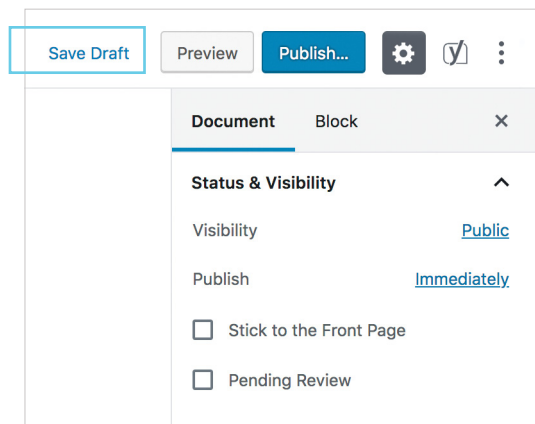 Save Draft Preview Publish...
Document Block
Status & Visibility
Visibility Public
Publish Immediately
Stick to the Front Page
Pending Review